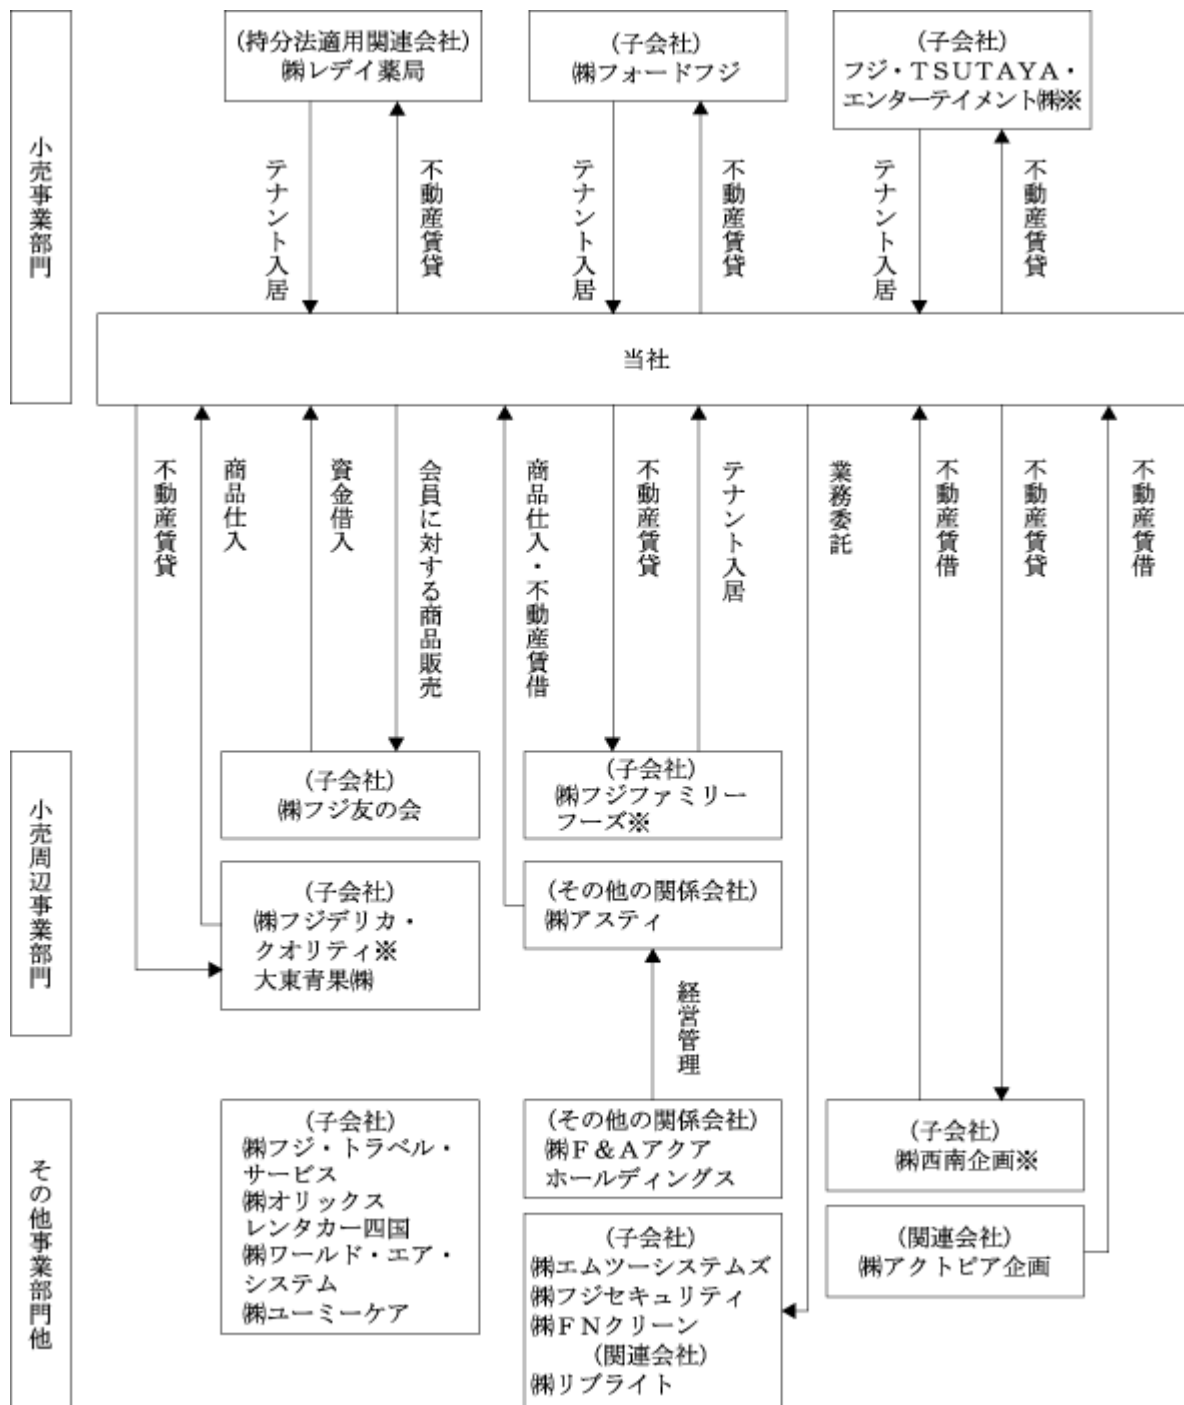 小売事業部門
(持分法適用関連会社)
㈱レデイ薬局
(子会社)
㈱フォードフジ
(子会社)
フジ・TSUTAYA・
エンターテイメント㈱※
テナント入居
不動産賃貸
テナント入居
不動産賃貸
テナント入居
不動産賃貸
当社
不動産賃貸
商品仕入
資金借入
会員に対する商品販売
商品仕入・不動産賃借
不動産賃貸
テナント入居
業務委託
不動産賃借
不動産賃貸
不動産賃借
小売周辺事業部門
(子会社)
㈱フジ友の会
(子会社)
㈱フジファミリー
フーズ※
(子会社)
㈱フジデリカ・
クオリティ※
大東青果㈱
(その他の関係会社)
㈱アスティ
経営管理
その他事業部門他
(子会社)
㈱フジ・トラベル・
サービス
㈱オリックス
レンタカー四国
㈱ワールド・エア・
システム
㈱ユーミーケア
(その他の関係会社)
㈱F&Aアクア
ホールディングス
(子会社)
㈱エムツーシステムズ
㈱フジセキュリティ
㈱FNクリーン
(関連会社)
㈱リブライト
(子会社)
㈱西南企画※
(関連会社)
㈱アクトピア企画